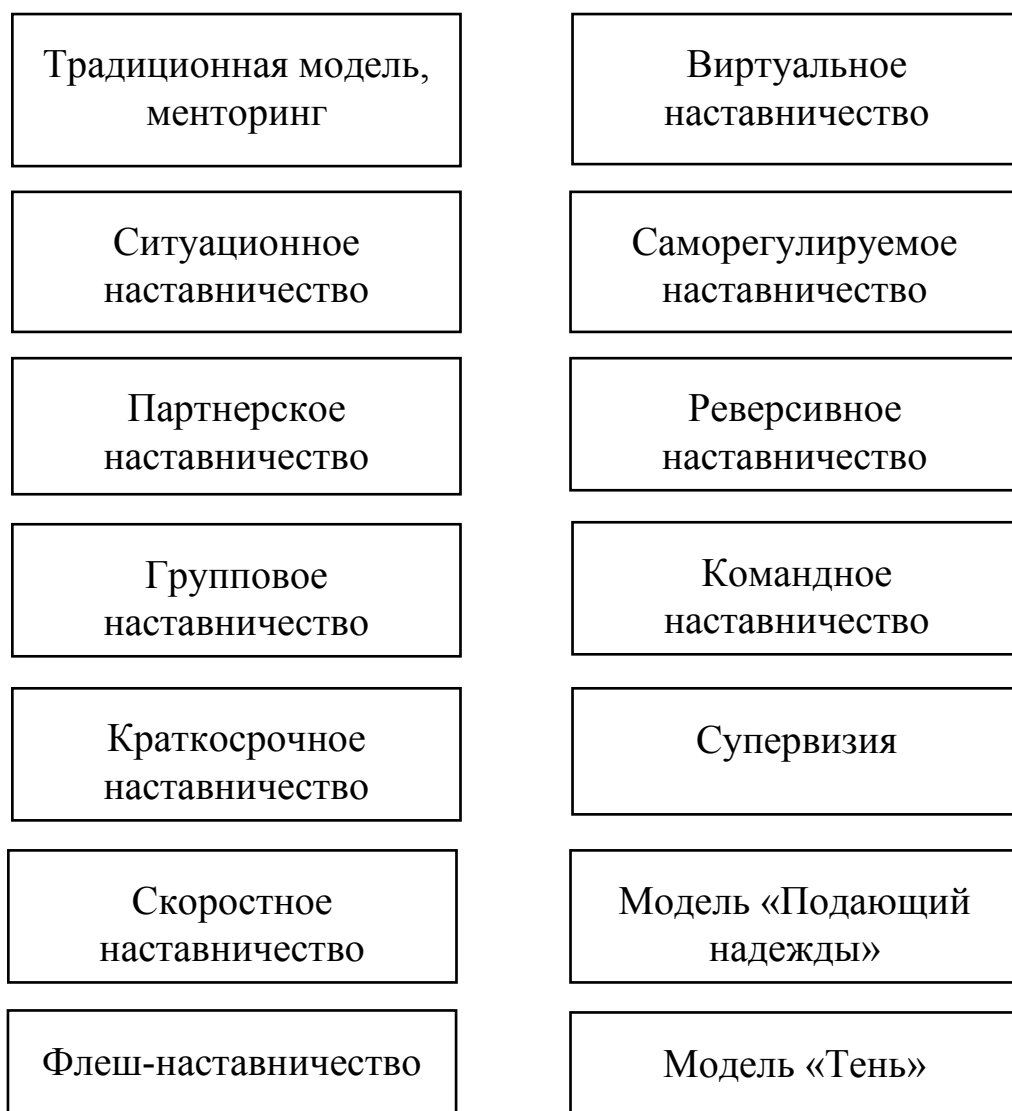 Традиционная модель,
менторинг
Виртуальное
наставничество
Ситуационное
наставничество
Саморегулируемое
наставничество
Партнерское
наставничество
Реверсивное
наставничество
Групповое
наставничество
Командное
наставничество
Краткосрочное
наставничество
Супервизия
Скоростное
наставничество
Модель «Подающий
надежды»
Флеш-наставничество
Модель «Тень»